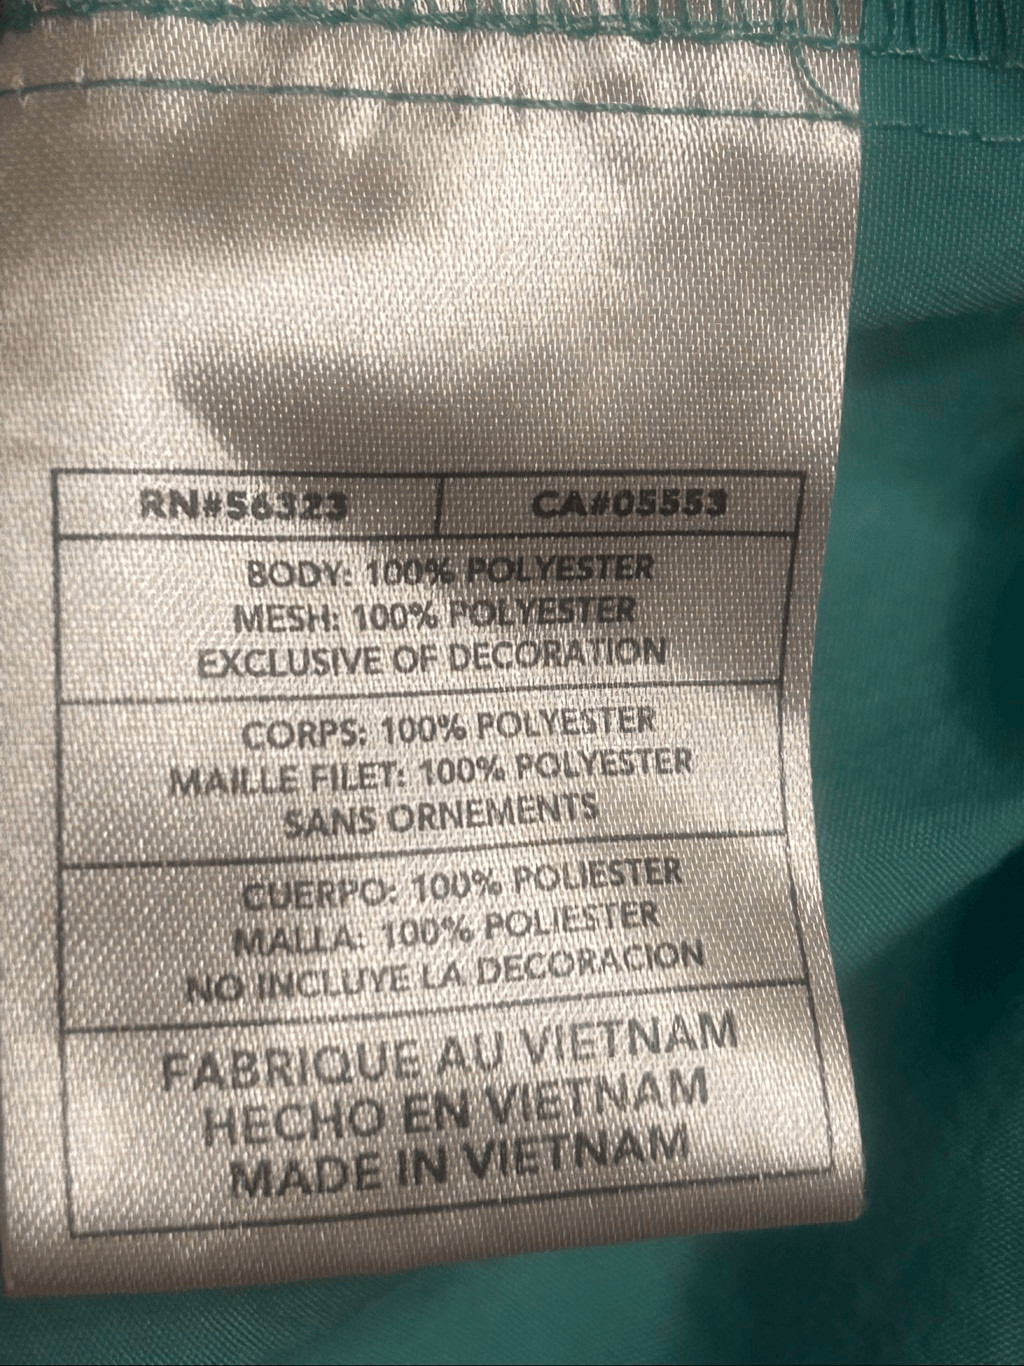 RN#56323 CA#05553
BODY: 100% POLYESTER
MESH: 100% POLYESTER
EXCLUSIVE OF DECORATION
CORPS: 100% POLYESTER
MAILLE FILET: 100% POLYESTER
SANS ORNEMENTS
CUERPO: 100% POLIESTER
MALLA: 100% POLIESTER
NO INCLUYE LA DECORACION
FABRIQUE AU VIETNAM
HECHO EN VIETNAM
MADE IN VIETNAM